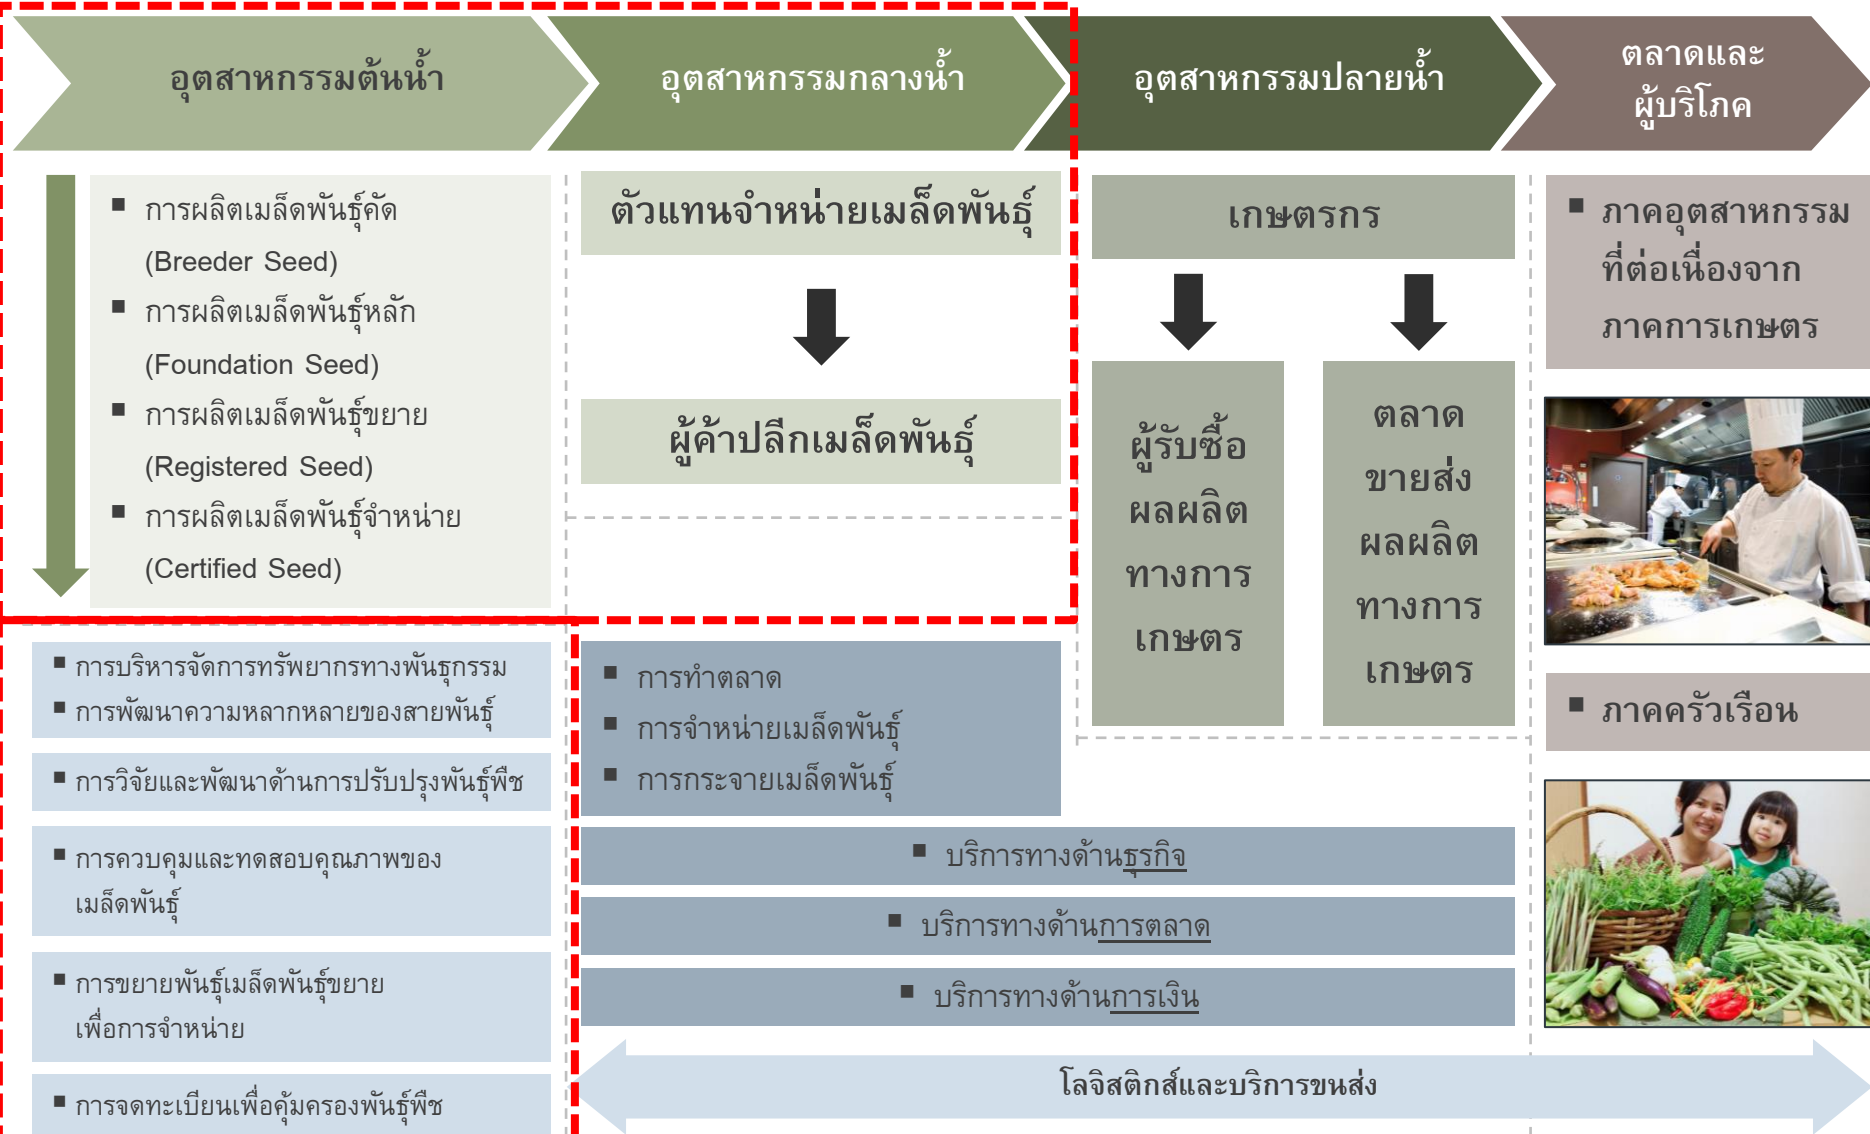 อุตสาหกรรมต้นน้ำ
อุตสาหกรรมกลางน้ำ
อุตสาหกรรมปลายน้ำ
ตลาดและ
ผู้บริโภค
▪ การผลิตเมล็ดพันธุ์คัด
(Breeder Seed)
▪ การผลิตเมล็ดพันธุ์หลัก
(Foundation Seed)
▪ การผลิตเมล็ดพันธุ์ขยาย
(Registered Seed)
▪ การผลิตเมล็ดพันธุ์จำหน่าย
(Certified Seed)
▪ การบริหารจัดการทรัพยากรทางพันธุกรรม
▪ การพัฒนาความหลากหลายของสายพันธุ์
▪ การวิจัยและพัฒนาด้านการปรับปรุงพันธุ์พืช
▪ การควบคุมและทดสอบคุณภาพของ
เมล็ดพันธุ์
▪ การขยายพันธุ์เมล็ดพันธุ์ขยาย
เพื่อการจำหน่าย
▪ การจดทะเบียนเพื่อคุ้มครองพันธุ์พืช
ตัวแทนจำหน่ายเมล็ดพันธุ์
ผู้ค้าปลีกเมล็ดพันธุ์
▪ การทำตลาด
▪ การจำหน่ายเมล็ดพันธุ์
▪ การกระจายเมล็ดพันธุ์
เกษตรกร
ผู้รับซื้อ
ผลผลิต
ทางการ
เกษตร
ตลาด
ขายส่ง
ผลผลิต
ทางการ
เกษตร
▪ บริการทางด้านธุรกิจ
▪ บริการทางด้านการตลาด
▪ บริการทางด้านการเงิน
โลจิสติกส์และบริการขนส่ง
▪ ภาคอุตสาหกรรม
ที่ต่อเนื่องจาก
ภาคการเกษตร
▪ ภาคครัวเรือน